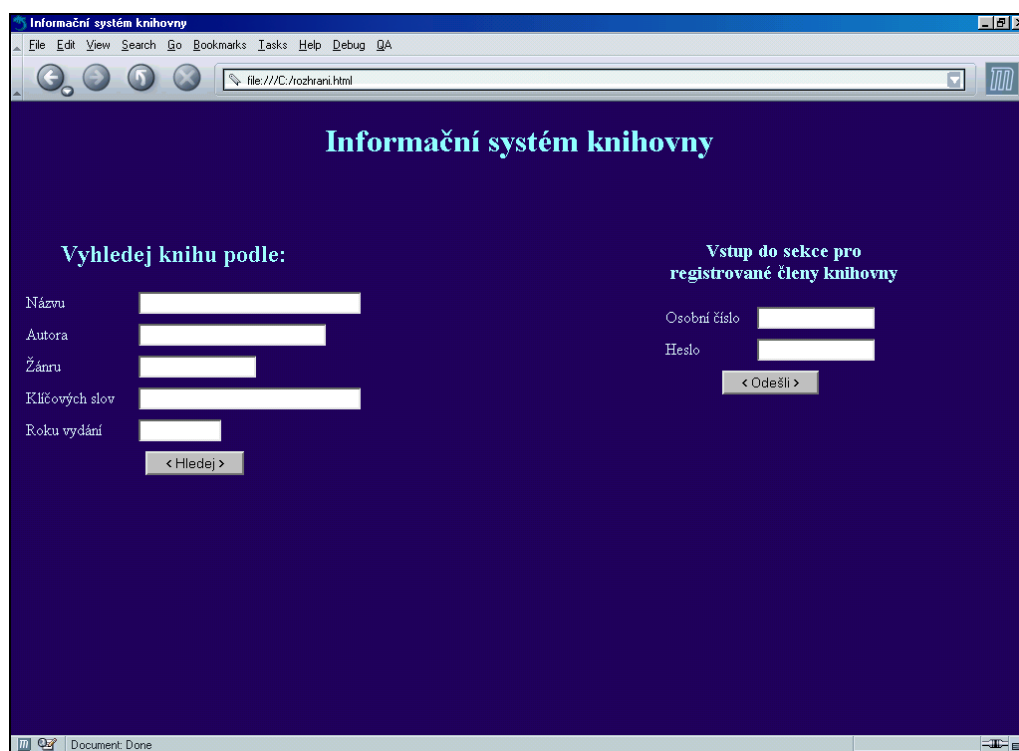 Informační systém knihovny
File Edit View Search Go Bookmarks Tasks Help Debug QA
file:///C:/rozhrani.html
Informační systém knihovny
Vyhledej knihu podle:
Názvu
Autora
Žánru
Klíčových slov
Roku vydání
< Hledej >
Vstup do sekce pro
registrované členy knihovny
Osobní číslo
Heslo
< Odešli >
Document: Done